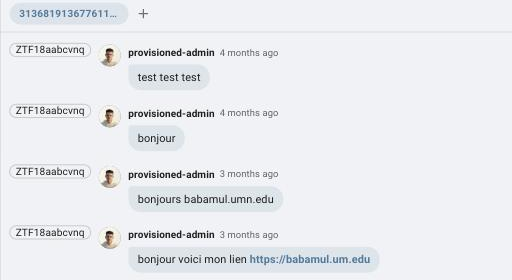 313681913677611...
+
ZTF18aabcvnq provisioned-admin 4 months ago
test test test
ZTF18aabcvnq provisioned-admin 4 months ago
bonjour
ZTF18aabcvnq provisioned-admin 3 months ago
bonjours babamul.umn.edu
ZTF18aabcvnq provisioned-admin 3 months ago
bonjour voici mon lien https://babamul.um.edu